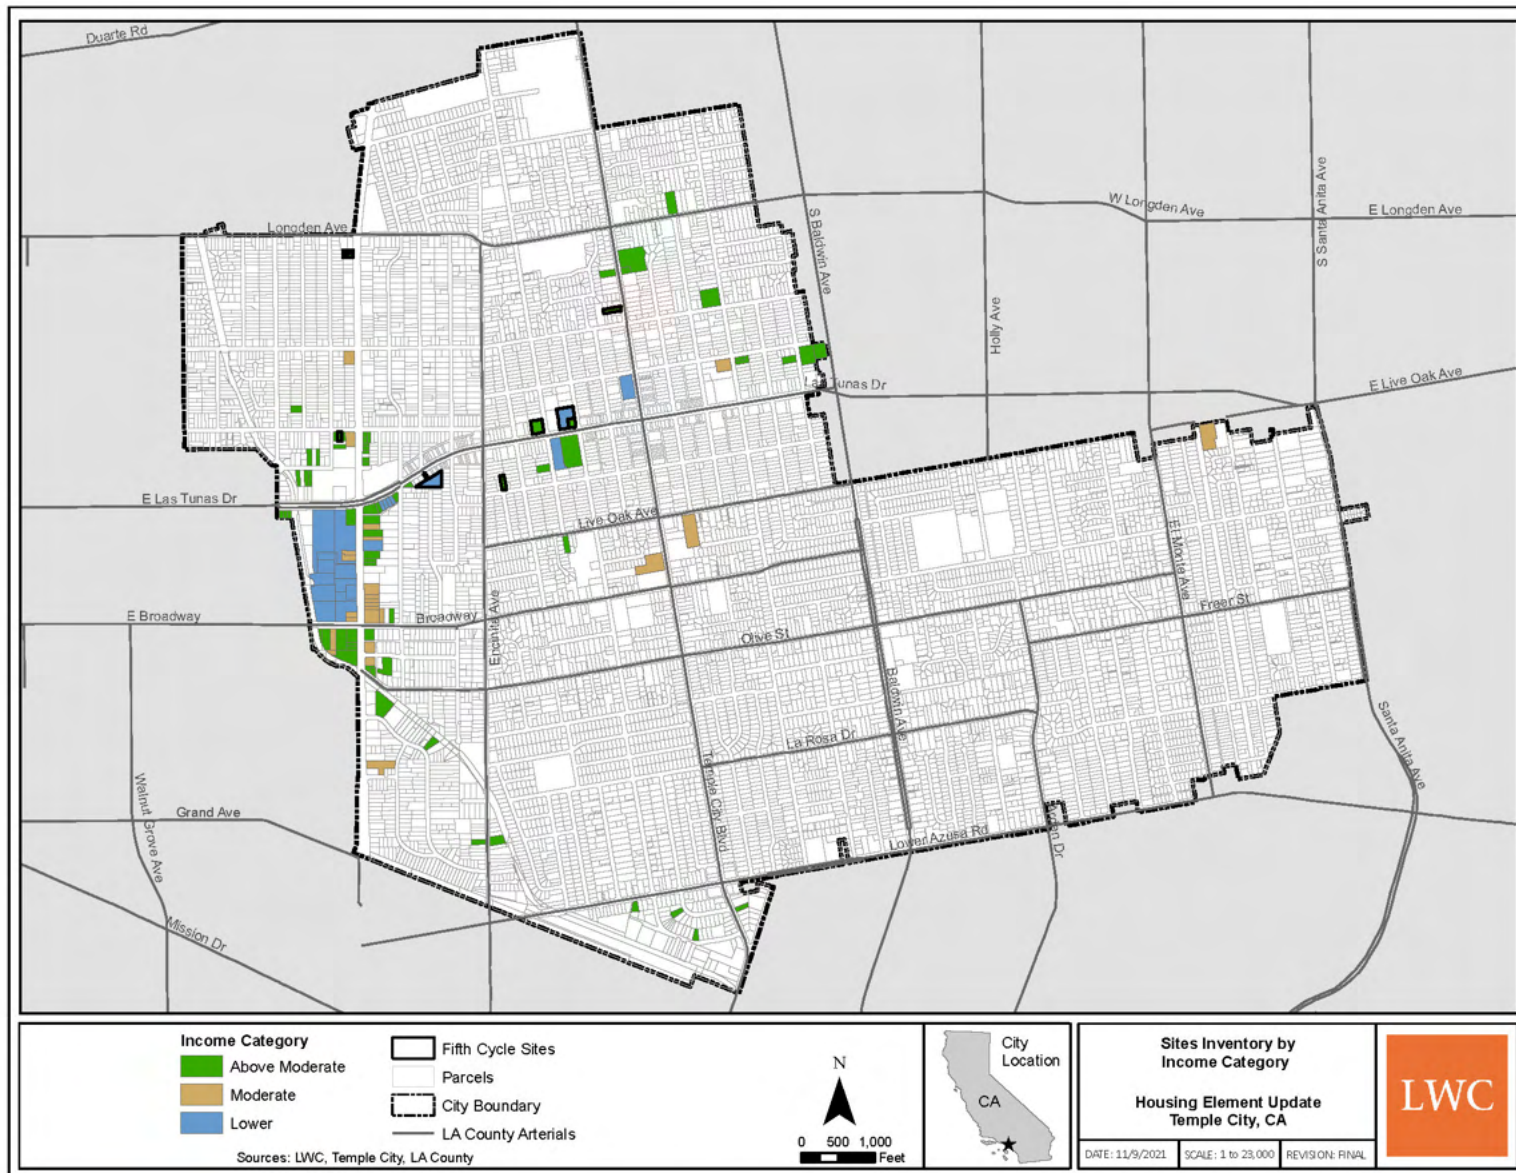 Duarte Rd
Longden Ave
W Longden Ave
E Longden Ave
S Baldwin Ave
S Santa Anita Ave
Holly Ave
Las Tunas Dr
E Live Oak Ave
E Las Tunas Dr
Live Oak Ave
El Monte Ave
E Broadway
Broadway
Encinita Ave
Olive St
Freer St
Baldwin Ave
La Rosa Dr
Temple City Blvd
Santa Anita Ave
Walnut Grove Ave
Grand Ave
Lower Azusa Rd
Arden Dr
Mission Dr
Income Category
Above Moderate
Moderate
Lower
Fifth Cycle Sites
Parcels
City Boundary
LA County Arterials
Sources: LWC, Temple City, LA County
N
0 500 1,000
Feet
City
Location
CA
Sites Inventory by
Income Category
Housing Element Update
Temple City, CA
DATE: 11/9/2021
SCALE: 1 to 23,000
REVISION: FINAL
LWC